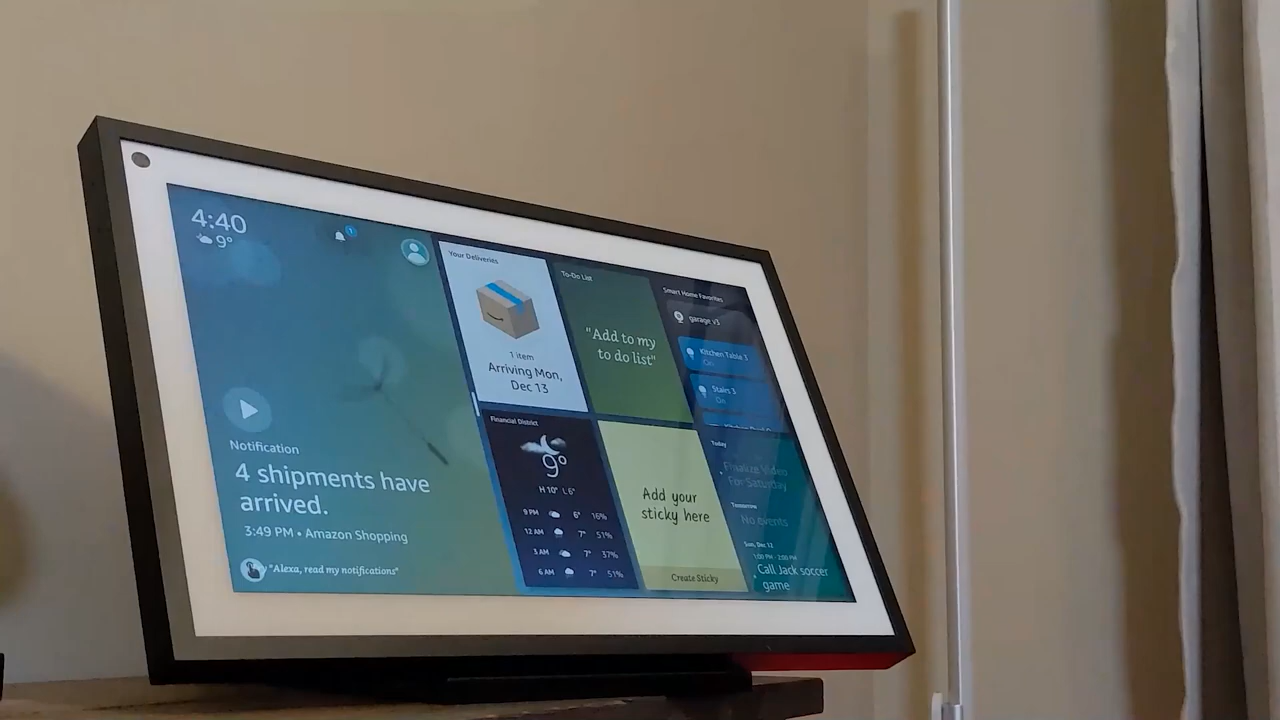 4:40
9°
1
Notification
4 shipments have
arrived.
3:49 PM • Amazon Shopping
"Alexa, read my notifications"
Your Deliveries
1 item
Arriving Mon,
Dec 13
To-Do List
"Add to my
to do list"
Smart Home Favorites
garage v3
Kitchen Table 1
On
Stairs 3
On
Financial District
9°
H 10° L 6°
9 PM 6° 16%
12 AM 7° 51%
3 AM 7° 37%
6 AM 7° 51%
Add your
sticky here
Create Sticky
Today
Finalize Video
For Saturday
Tomorrow
No events
Sun, Dec 12
1:00 PM - 2:00 PM
Call Jack soccer
game